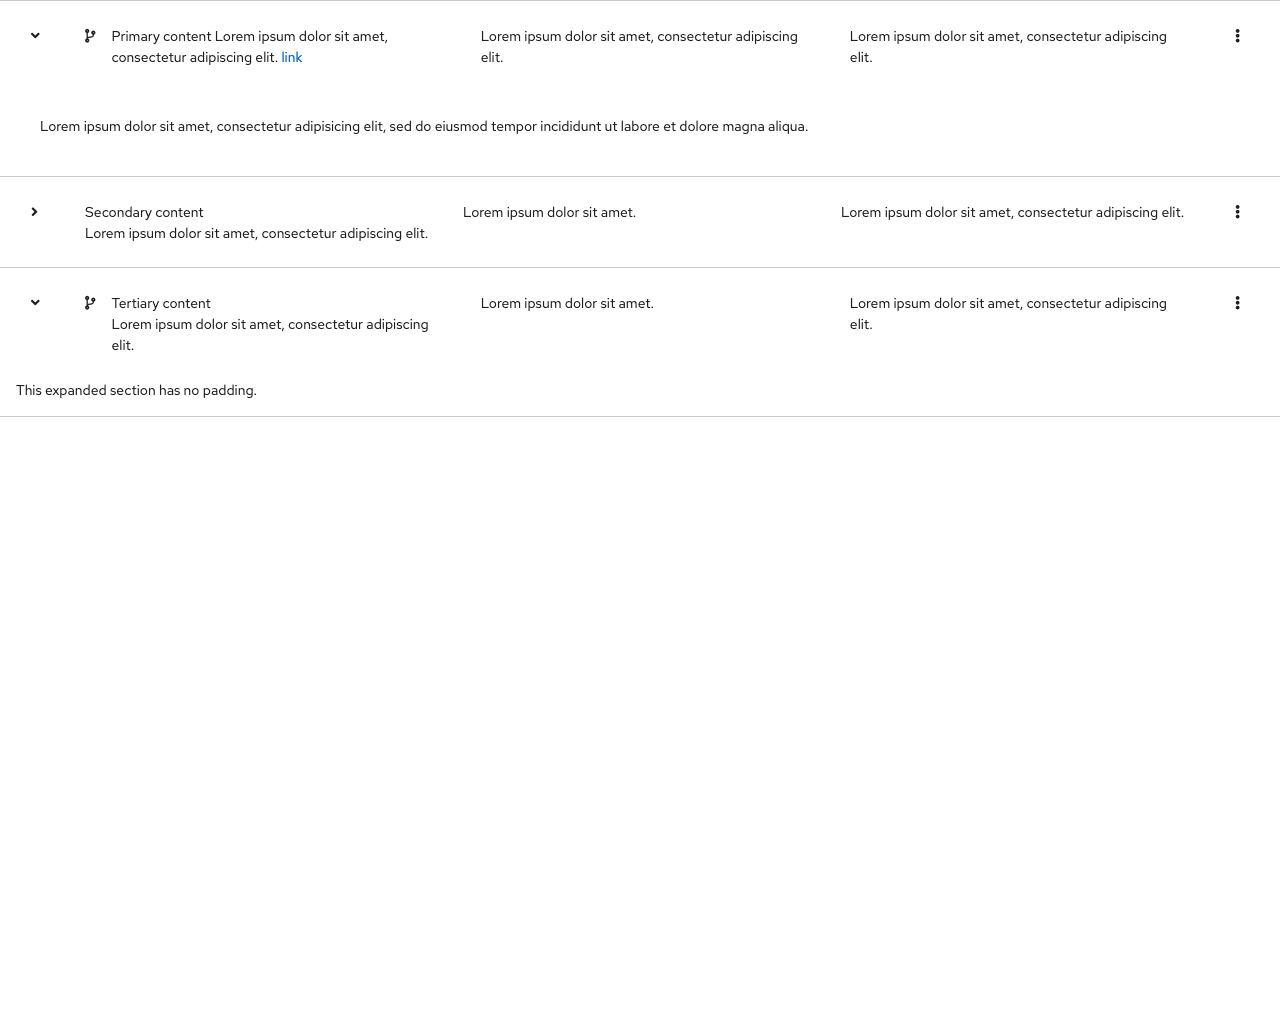 Primary content Lorem ipsum dolor sit amet,
consectetur adipiscing elit. link
Lorem ipsum dolor sit amet, consectetur adipiscing
elit.
Lorem ipsum dolor sit amet, consectetur adipiscing
elit.
Lorem ipsum dolor sit amet, consectetur adipisicing elit, sed do eiusmod tempor incididunt ut labore et dolore magna aliqua.
Secondary content
Lorem ipsum dolor sit amet, consectetur adipiscing elit.
Lorem ipsum dolor sit amet.
Lorem ipsum dolor sit amet, consectetur adipiscing elit.
Tertiary content
Lorem ipsum dolor sit amet, consectetur adipiscing
elit.
Lorem ipsum dolor sit amet.
Lorem ipsum dolor sit amet, consectetur adipiscing
elit.
This expanded section has no padding.